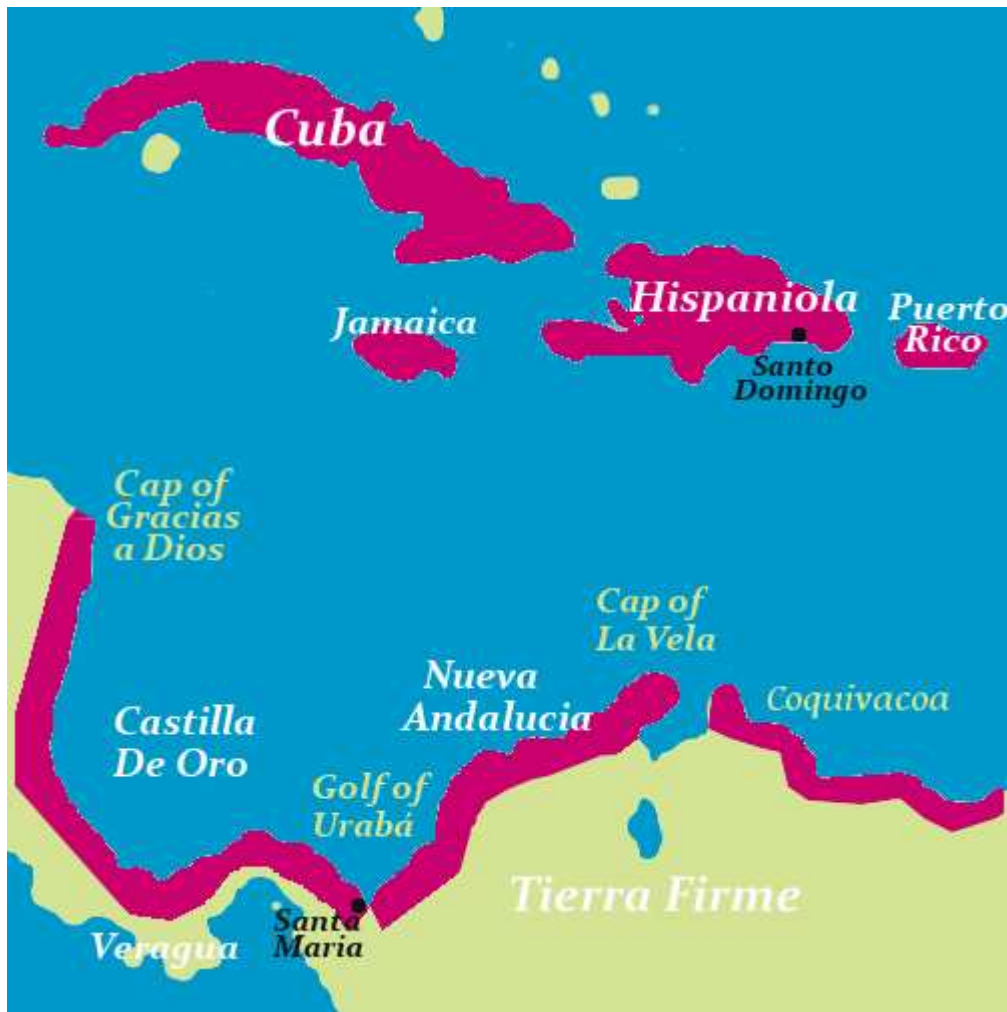 Cuba
Hispaniola
Jamaica
Puerto
Rico
Santo
Domingo
Cap of
Gracias
a Dios
Cap of
La Vela
Nueva
Andalucia
Coquivacoa
Castilla
De Oro
Golf of
Urabá
Tierra Firme
Santa
Maria
Veragua